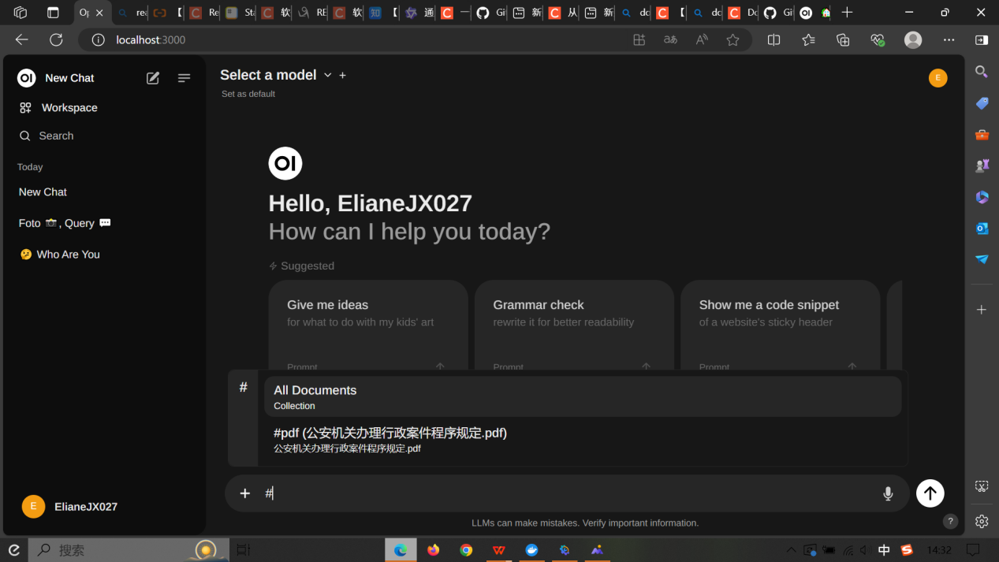 localhost:3000
OI New Chat
Workspace
Search
Today
New Chat
Foto 📸, Query 💬
🤔 Who Are You
E ElianeJX027
Select a model
Set as default
E
OI
Hello, ElianeJX027
How can I help you today?
Suggested
Give me ideas
for what to do with my kids' art
Prompt
Grammar check
rewrite it for better readability
Prompt
Show me a code snippet
of a website's sticky header
Prompt
#
All Documents
Collection
#pdf (公安机关办理行政案件程序规定.pdf)
公安机关办理行政案件程序规定.pdf
#
LLMs can make mistakes. Verify important information.
?
搜索
中
14:32